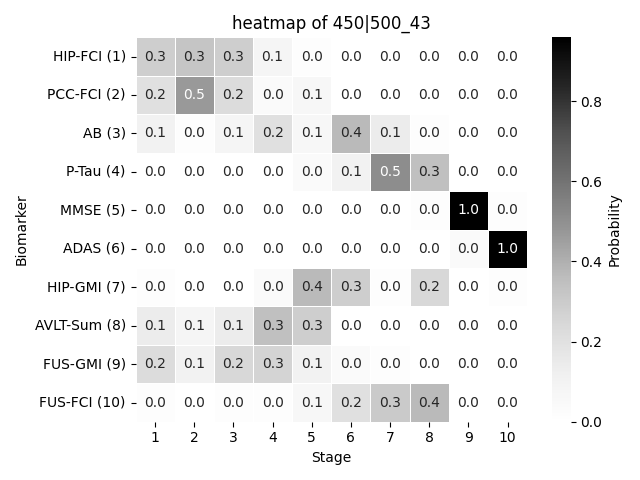 heatmap of 450|500_43
HIP-FCI (1) 0.3 0.3 0.3 0.1 0.0 0.0 0.0 0.0 0.0 0.0
PCC-FCI (2) 0.2 0.5 0.2 0.0 0.1 0.0 0.0 0.0 0.0 0.0
AB (3) 0.1 0.0 0.1 0.2 0.1 0.4 0.1 0.0 0.0 0.0
P-Tau (4) 0.0 0.0 0.0 0.0 0.0 0.1 0.5 0.3 0.0 0.0
MMSE (5) 0.0 0.0 0.0 0.0 0.0 0.0 0.0 0.0 1.0 0.0
ADAS (6) 0.0 0.0 0.0 0.0 0.0 0.0 0.0 0.0 0.0 1.0
HIP-GMI (7) 0.0 0.0 0.0 0.0 0.4 0.3 0.0 0.2 0.0 0.0
AVLT-Sum (8) 0.1 0.1 0.1 0.3 0.3 0.0 0.0 0.0 0.0 0.0
FUS-GMI (9) 0.2 0.1 0.2 0.3 0.1 0.0 0.0 0.0 0.0 0.0
FUS-FCI (10) 0.0 0.0 0.0 0.0 0.1 0.2 0.3 0.4 0.0 0.0
1 2 3 4 5 6 7 8 9 10
Stage
Biomarker
0.8
0.6
0.4
0.2
0.0
Probability